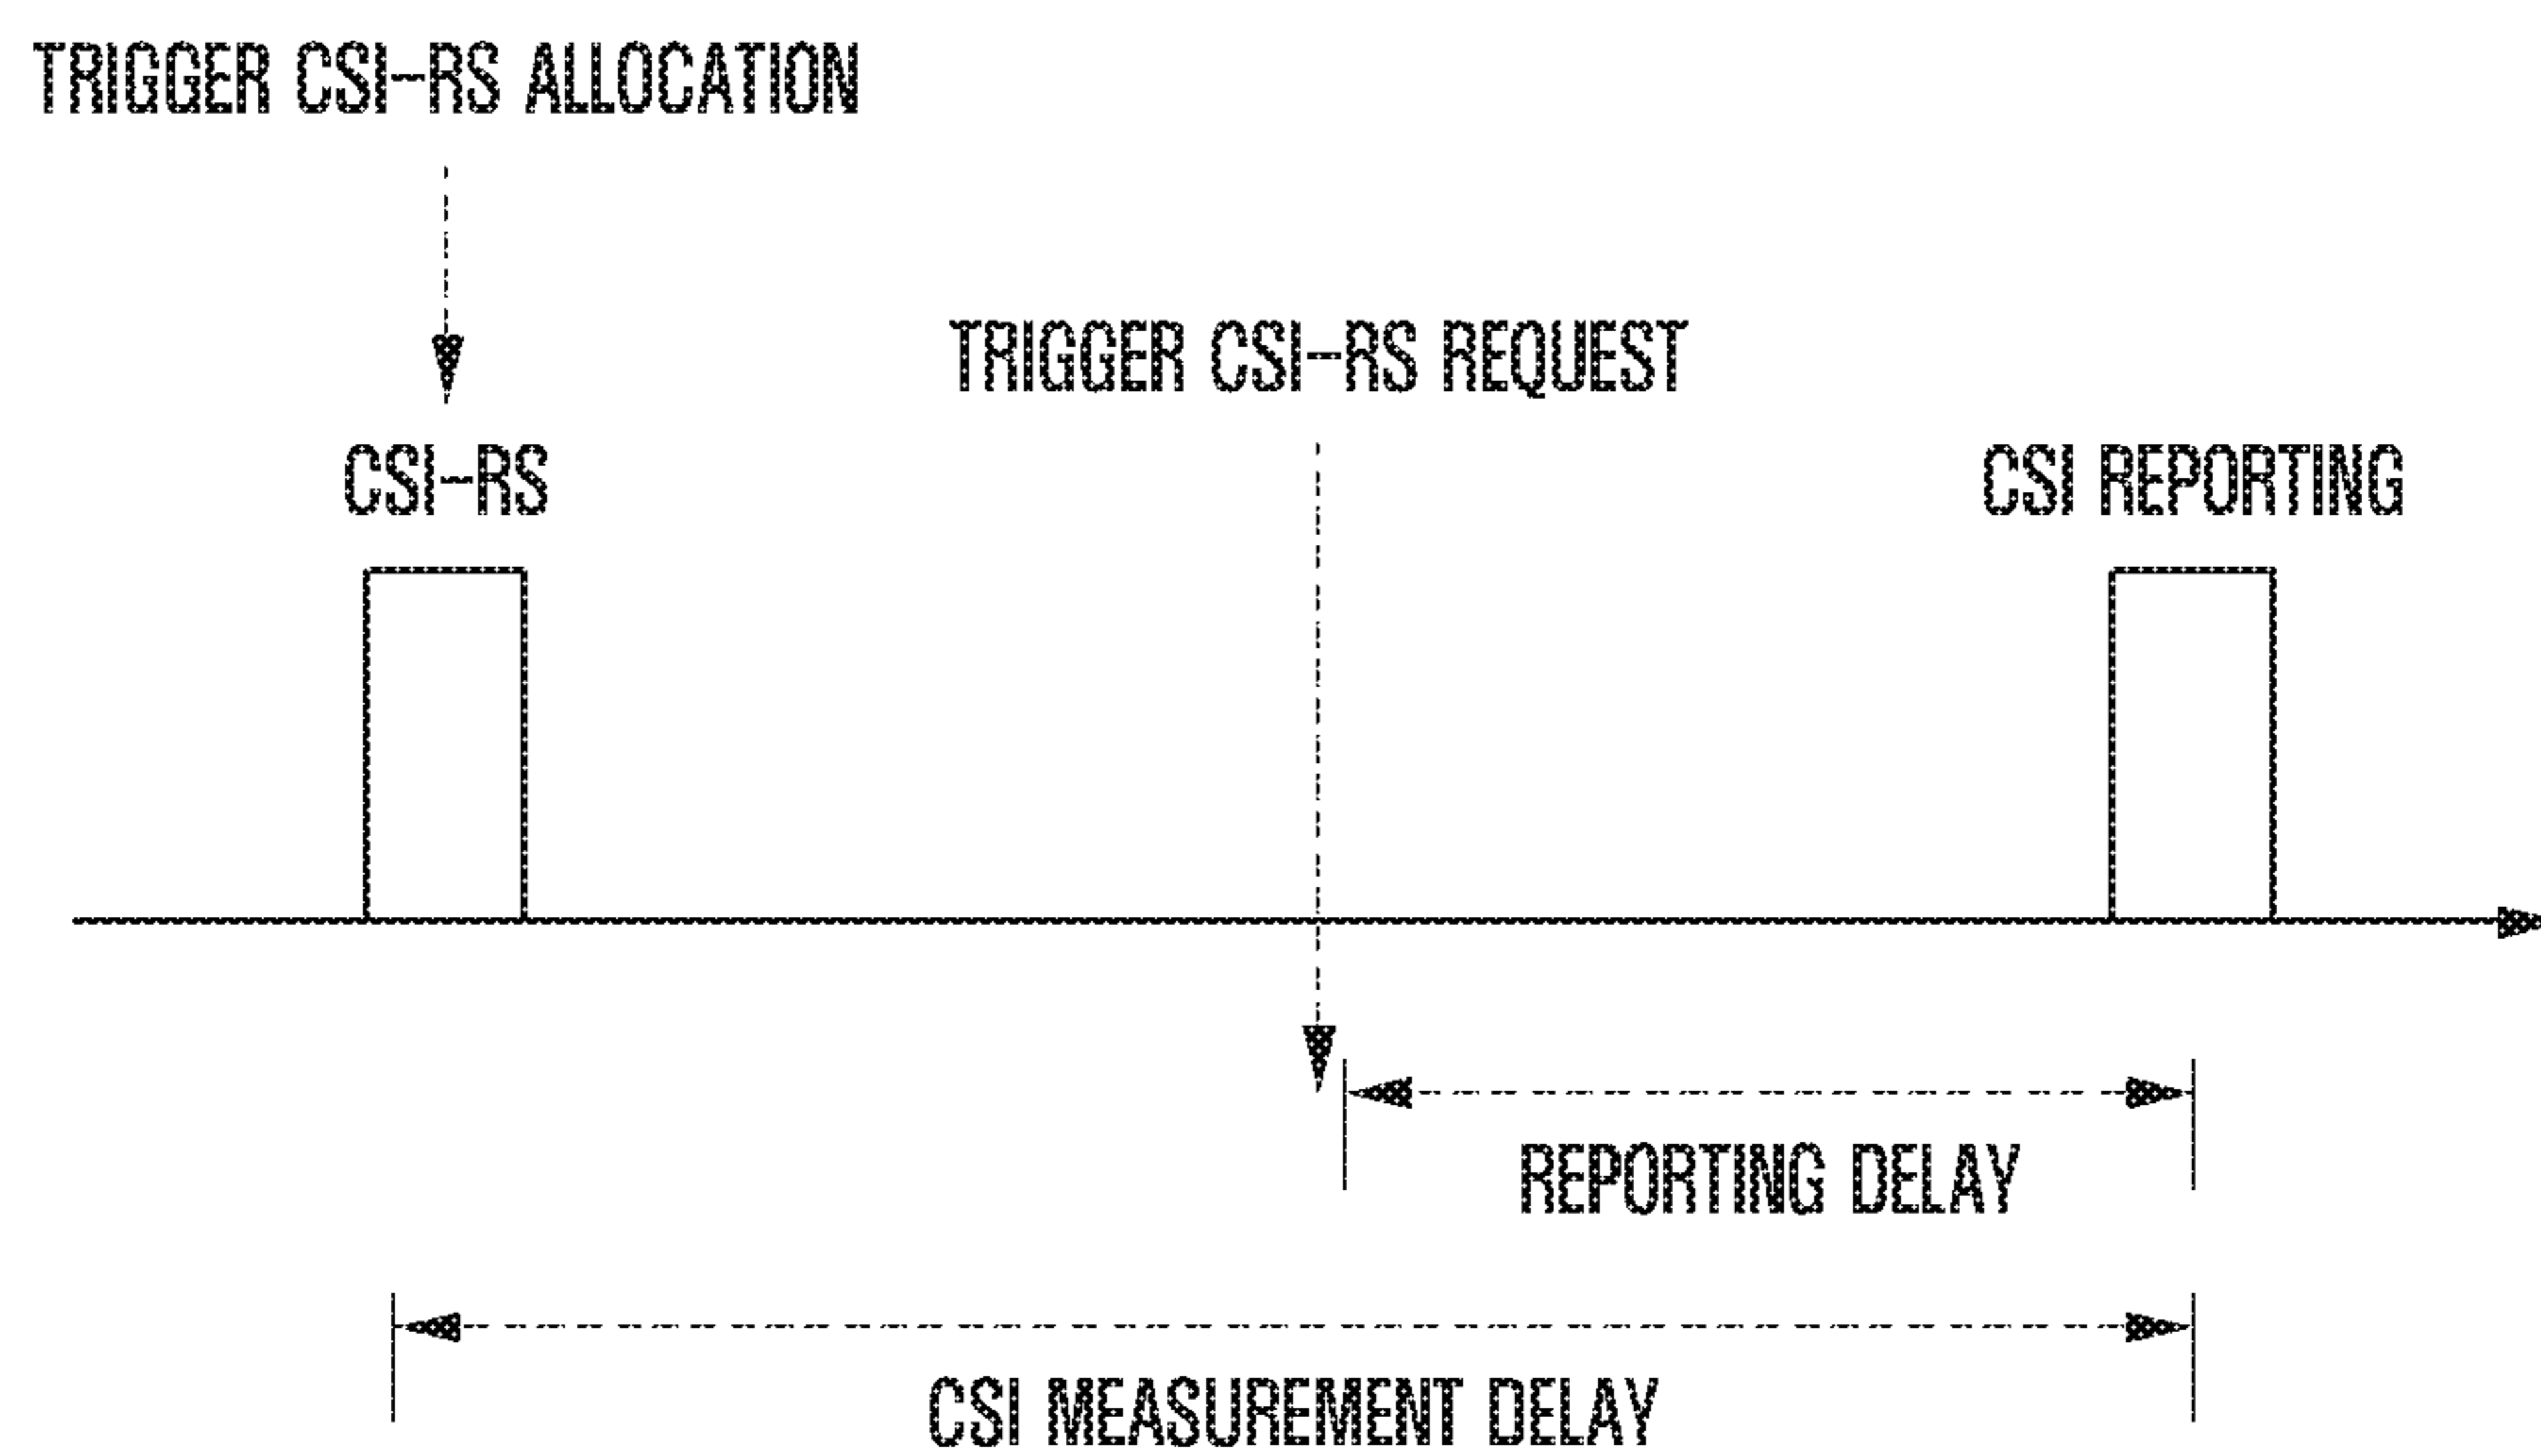 TRIGGER CSI-RS ALLOCATION
TRIGGER CSI-RS REQUEST
CSI-RS
CSI REPORTING
REPORTING DELAY
CSI MEASUREMENT DELAY